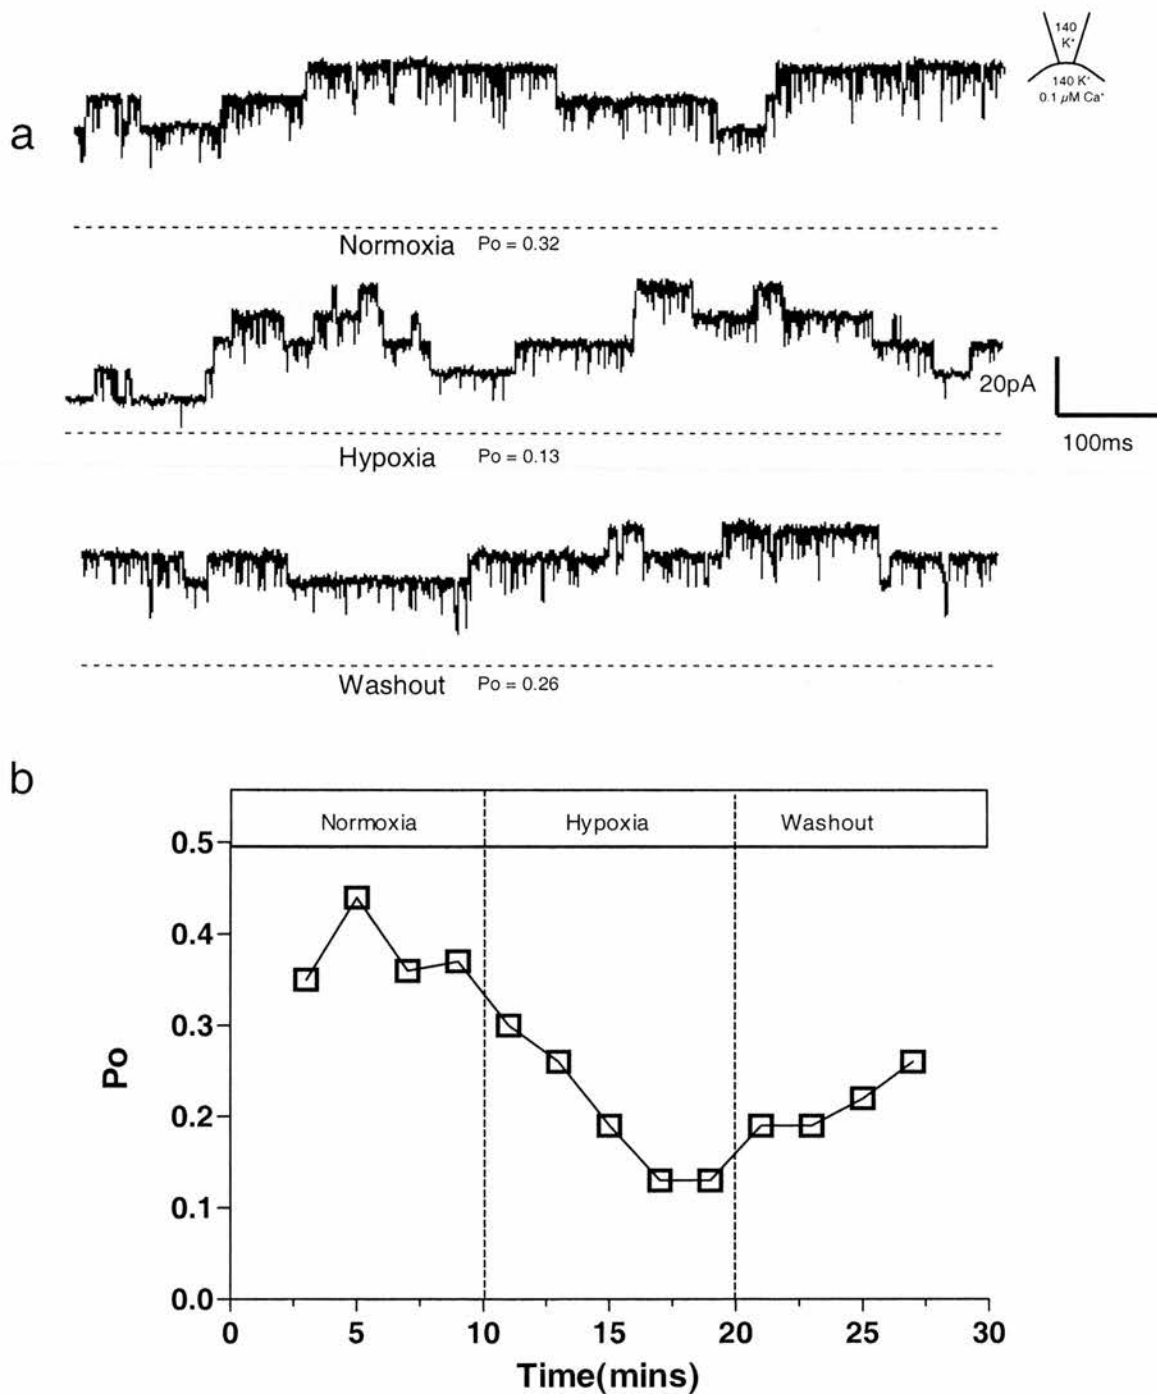 140
K⁺
140 K⁺
0.1 µM Ca⁺
a
Normoxia Po = 0.32
20pA
100ms
Hypoxia Po = 0.13
Washout Po = 0.26
b
Normoxia Hypoxia Washout
0.5
0.4
0.3
0.2
0.1
0.0
Po
0 5 10 15 20 25 30
Time(mins)